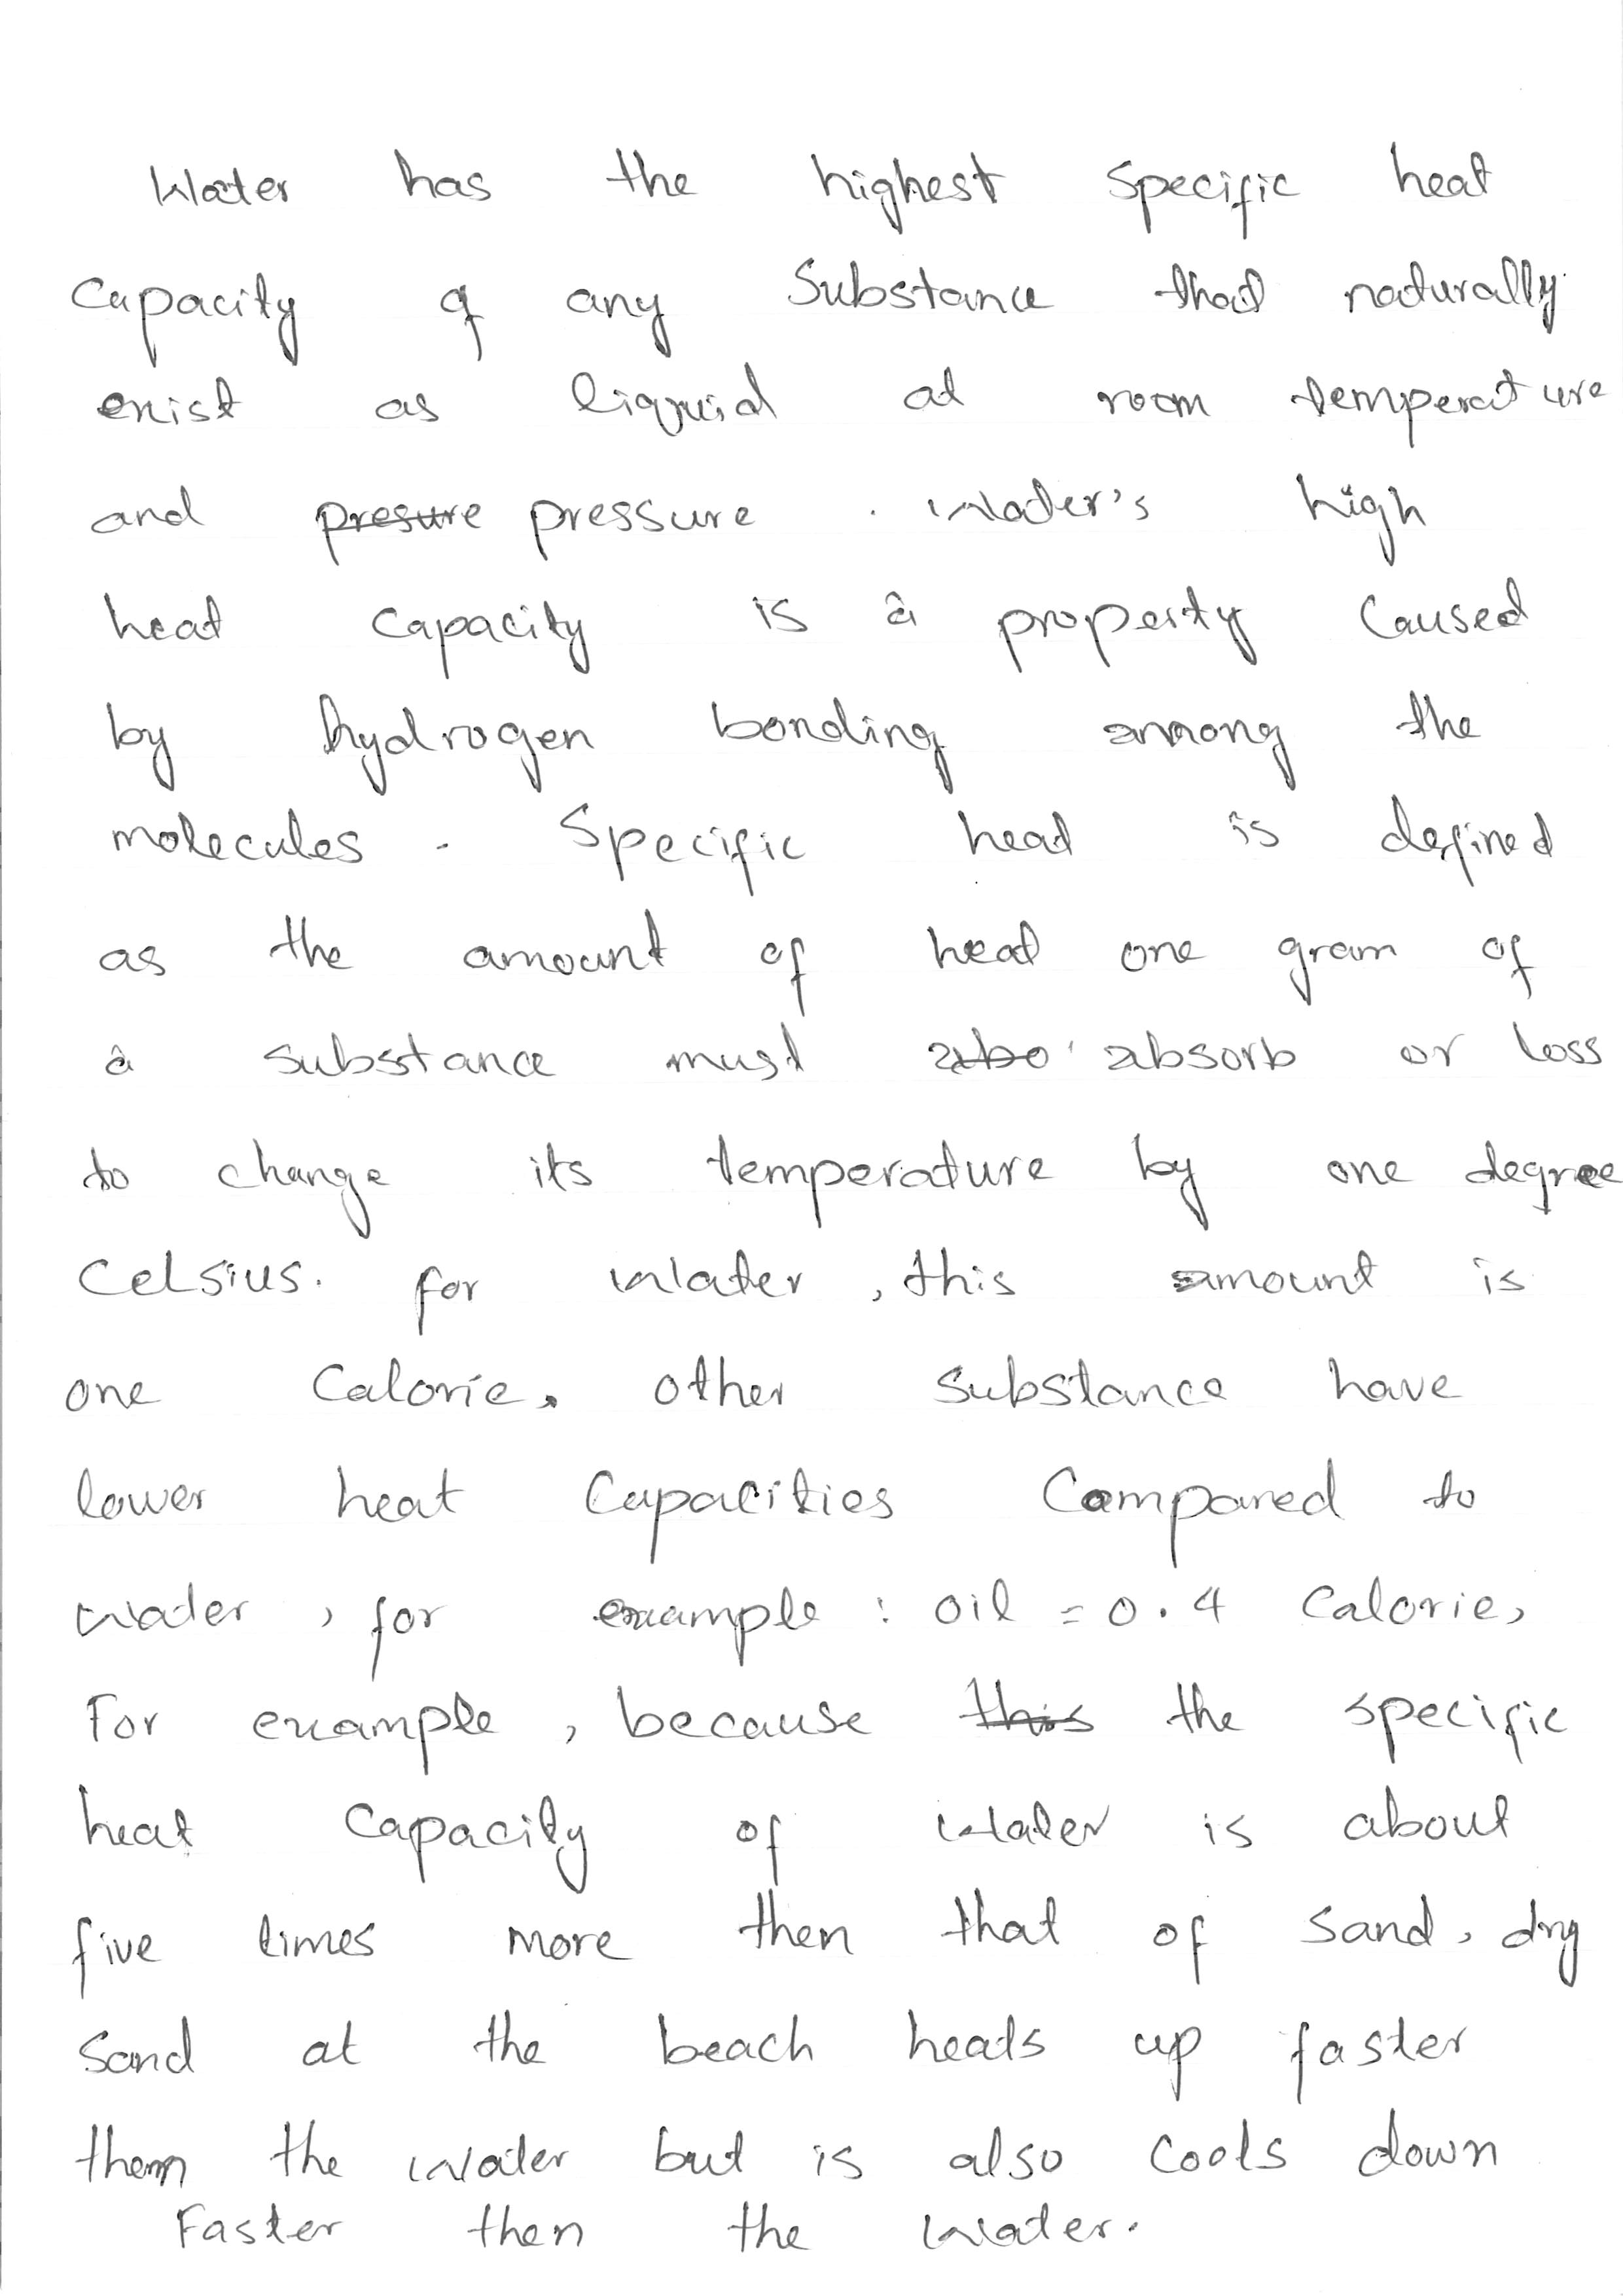 Water has the highest specific heat
Capacity of any Substance that naturally
exist as liquid at room temperature
and presure pressure . Water's high
heat capacity is a property Caused
by hydrogen bonding among the
molecules . Specific heat is defined
as the amount of heat one gram of
a substance must abo absorb or loss
to change its temperature by one degree
Celsius. for water , this amount is
one Calorie. other substance have
lower heat Capacities Compared to
water , for example : oil = 0.4 Calorie,
For example , because this the specific
heat Capacity of Water is about
five times more then that of sand, dry
sand at the beach heats up faster
then the water but is also cools down
Faster then the water.